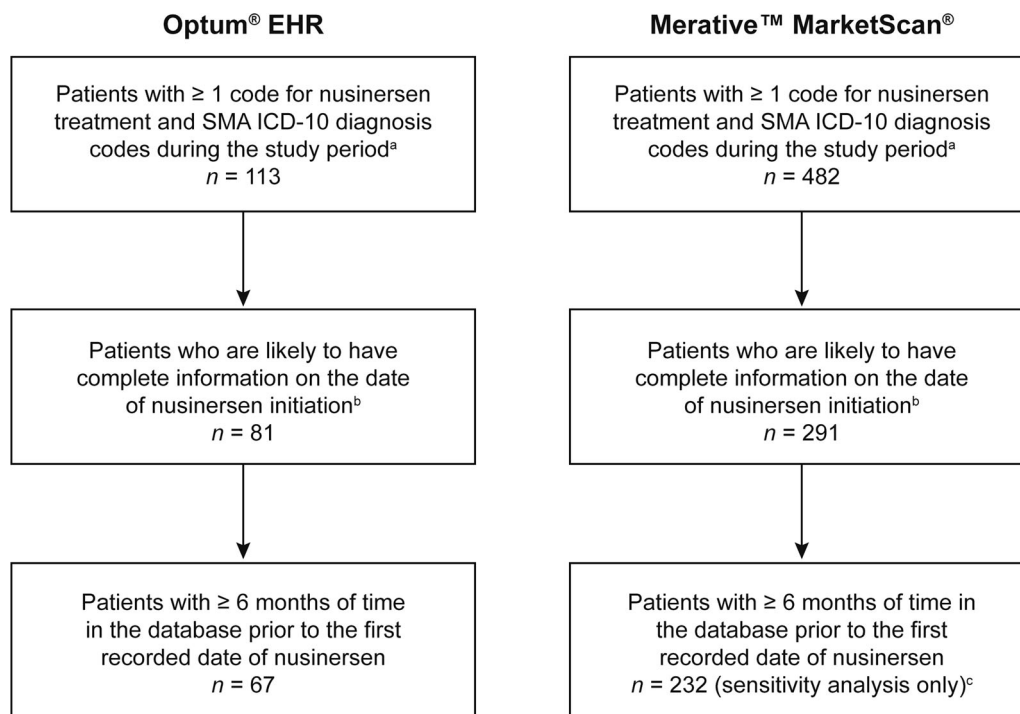 Optum® EHR
Patients with ≥ 1 code for nusinersen
treatment and SMA ICD-10 diagnosis
codes during the study periodᵃ
n = 113
Patients who are likely to have
complete information on the date
of nusinersen initiationᵇ
n = 81
Patients with ≥ 6 months of time
in the database prior to the first
recorded date of nusinersen
n = 67
Merative™ MarketScan®
Patients with ≥ 1 code for nusinersen
treatment and SMA ICD-10 diagnosis
codes during the study periodᵃ
n = 482
Patients who are likely to have
complete information on the date
of nusinersen initiationᵇ
n = 291
Patients with ≥ 6 months of time in
the database prior to the first
recorded date of nusinersen
n = 232 (sensitivity analysis only)ᶜ